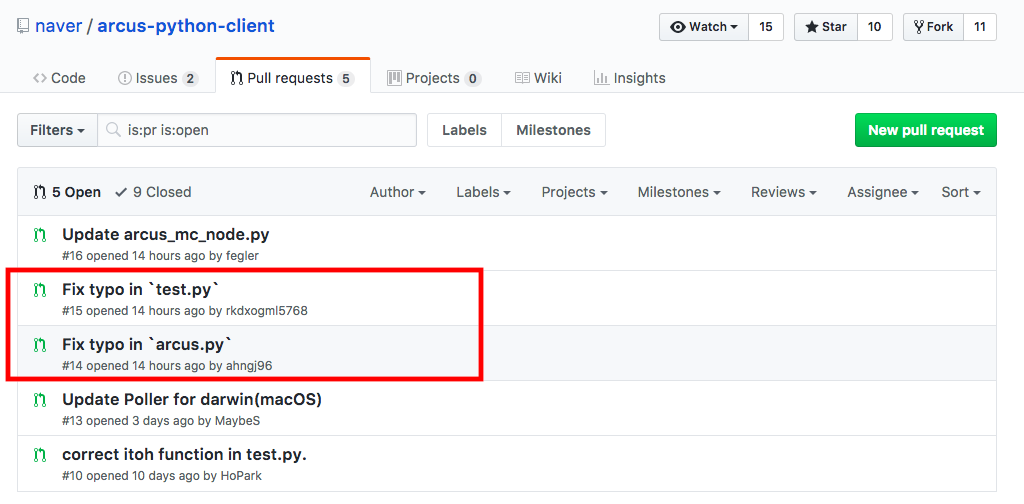 naver / arcus-python-client
Watch 15 Star 10 Fork 11
Code Issues 2 Pull requests 5 Projects 0 Wiki Insights
Filters is:pr is:open Labels Milestones New pull request
5 Open 9 Closed Author Labels Projects Milestones Reviews Assignee Sort
Update arcus_mc_node.py
#16 opened 14 hours ago by fegler
Fix typo in `test.py`
#15 opened 14 hours ago by rkdxogml5768
Fix typo in `arcus.py`
#14 opened 14 hours ago by ahngj96
Update Poller for darwin(macOS)
#13 opened 3 days ago by MaybeS
correct itoh function in test.py.
#10 opened 10 days ago by HoPark